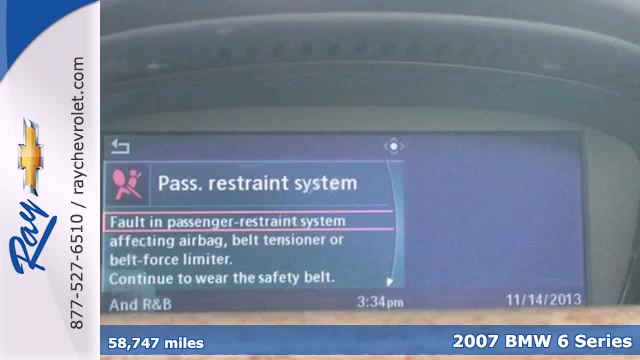 Ray
877-527-6510 / raychevrolet.com
Pass. restraint system
Fault in passenger-restraint system
affecting airbag, belt tensioner or
belt-force limiter.
Continue to wear the safety belt.
And R&B 3:34pm 11/14/2013
58,747 miles 2007 BMW 6 Series